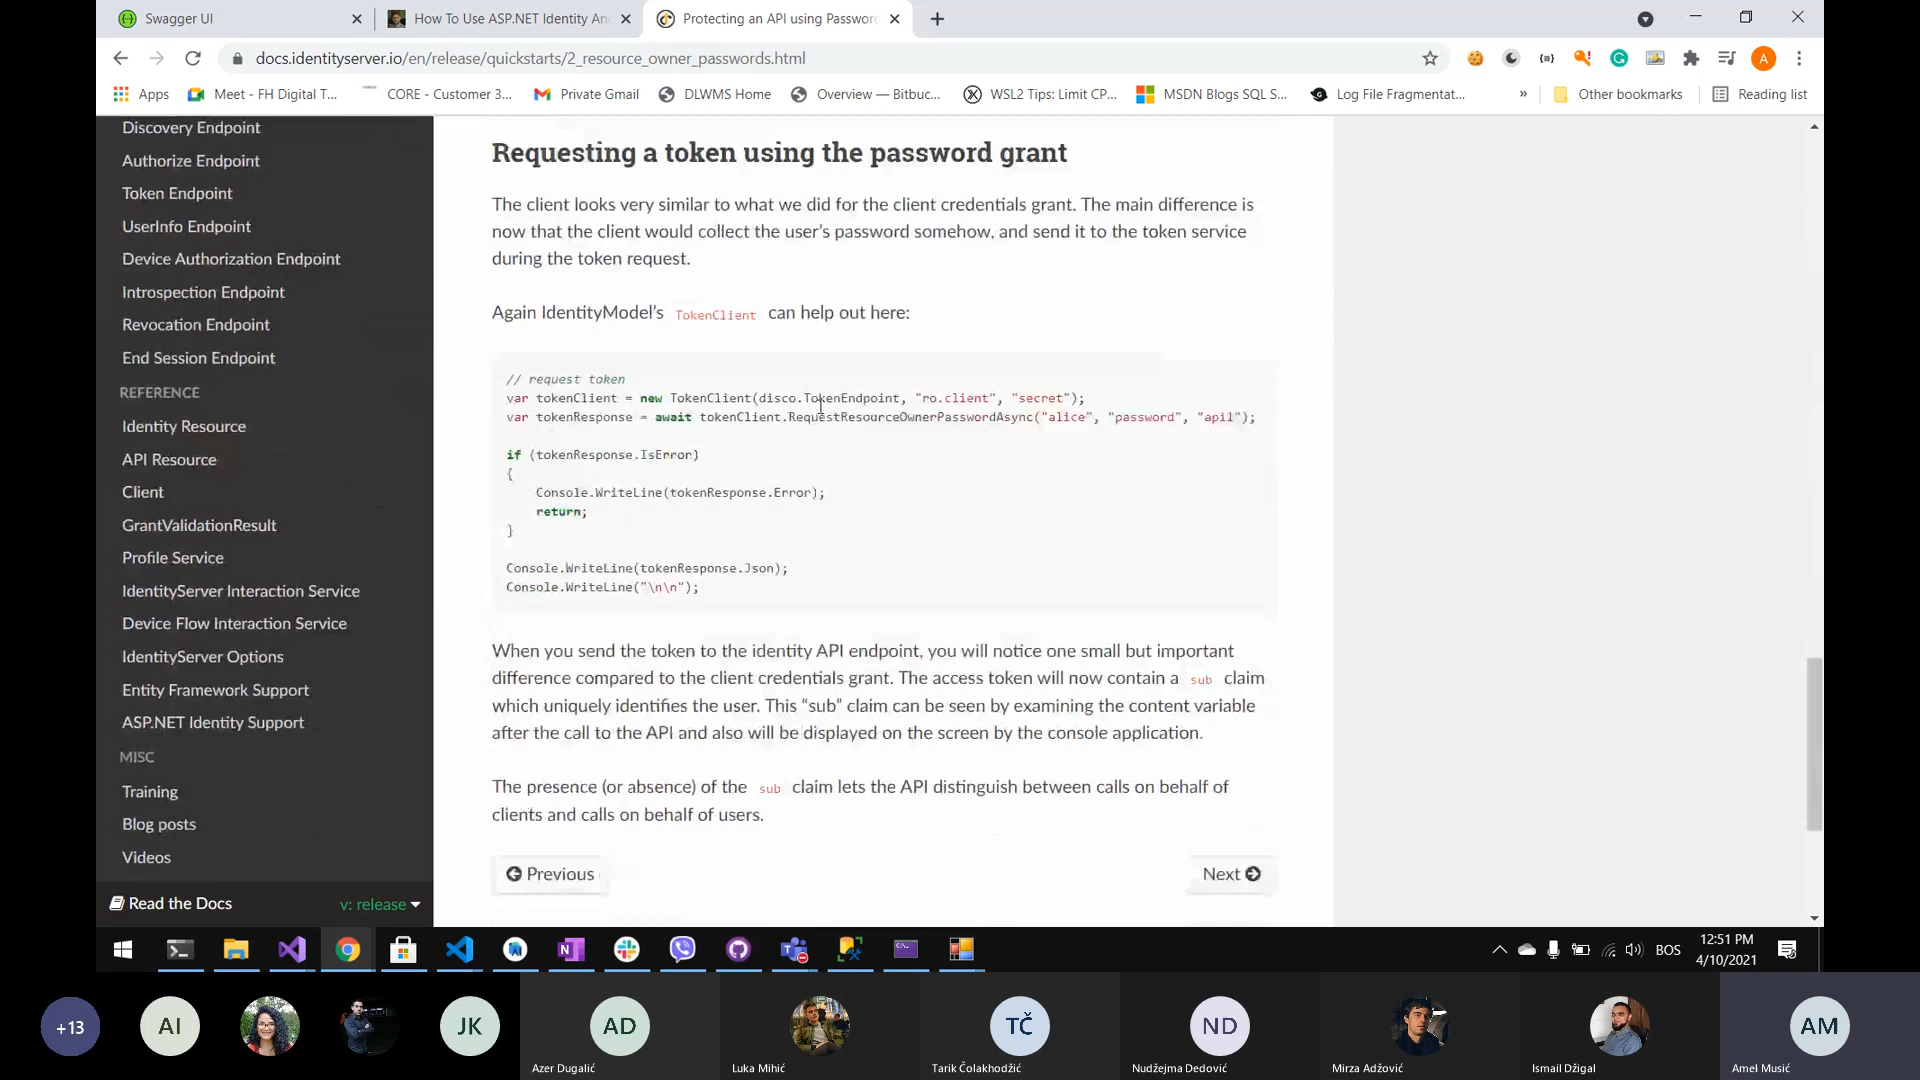 Swagger UI
How To Use ASP.NET Identity An
Protecting an API using Passwor
docs.identityserver.io/en/release/quickstarts/2_resource_owner_passwords.html
A
Apps
Meet - FH Digital T...
CORE - Customer 3...
Private Gmail
DLWMS Home
Overview — Bitbuc...
WSL2 Tips: Limit CP...
MSDN Blogs SQL S...
Log File Fragmentat...
»
Other bookmarks
Reading list
Discovery Endpoint
Authorize Endpoint
Token Endpoint
UserInfo Endpoint
Device Authorization Endpoint
Introspection Endpoint
Revocation Endpoint
End Session Endpoint
REFERENCE
Identity Resource
API Resource
Client
GrantValidationResult
Profile Service
IdentityServer Interaction Service
Device Flow Interaction Service
IdentityServer Options
Entity Framework Support
ASP.NET Identity Support
MISC
Training
Blog posts
Videos
Read the Docs
v: release
Requesting a token using the password grant
The client looks very similar to what we did for the client credentials grant. The main difference is
now that the client would collect the user's password somehow, and send it to the token service
during the token request.
Again IdentityModel's TokenClient can help out here:
// request token
var tokenClient = new TokenClient(disco.TokenEndpoint, "ro.client", "secret");
var tokenResponse = await tokenClient.RequestResourceOwnerPasswordAsync("alice", "password", "api1");
if (tokenResponse.IsError)
{
Console.WriteLine(tokenResponse.Error);
return;
}
Console.WriteLine(tokenResponse.Json);
Console.WriteLine("\n\n");
When you send the token to the identity API endpoint, you will notice one small but important
difference compared to the client credentials grant. The access token will now contain a sub claim
which uniquely identifies the user. This “sub” claim can be seen by examining the content variable
after the call to the API and also will be displayed on the screen by the console application.
The presence (or absence) of the sub claim lets the API distinguish between calls on behalf of
clients and calls on behalf of users.
Previous
Next
BOS
12:51 PM
4/10/2021
+13
AI
JK
AD
TČ
ND
AM
Azer Dugalić
Luka Mihić
Tarik Čolakhodžić
Nudžejma Dedović
Mirza Adžović
Ismail Džigal
Amel Musić